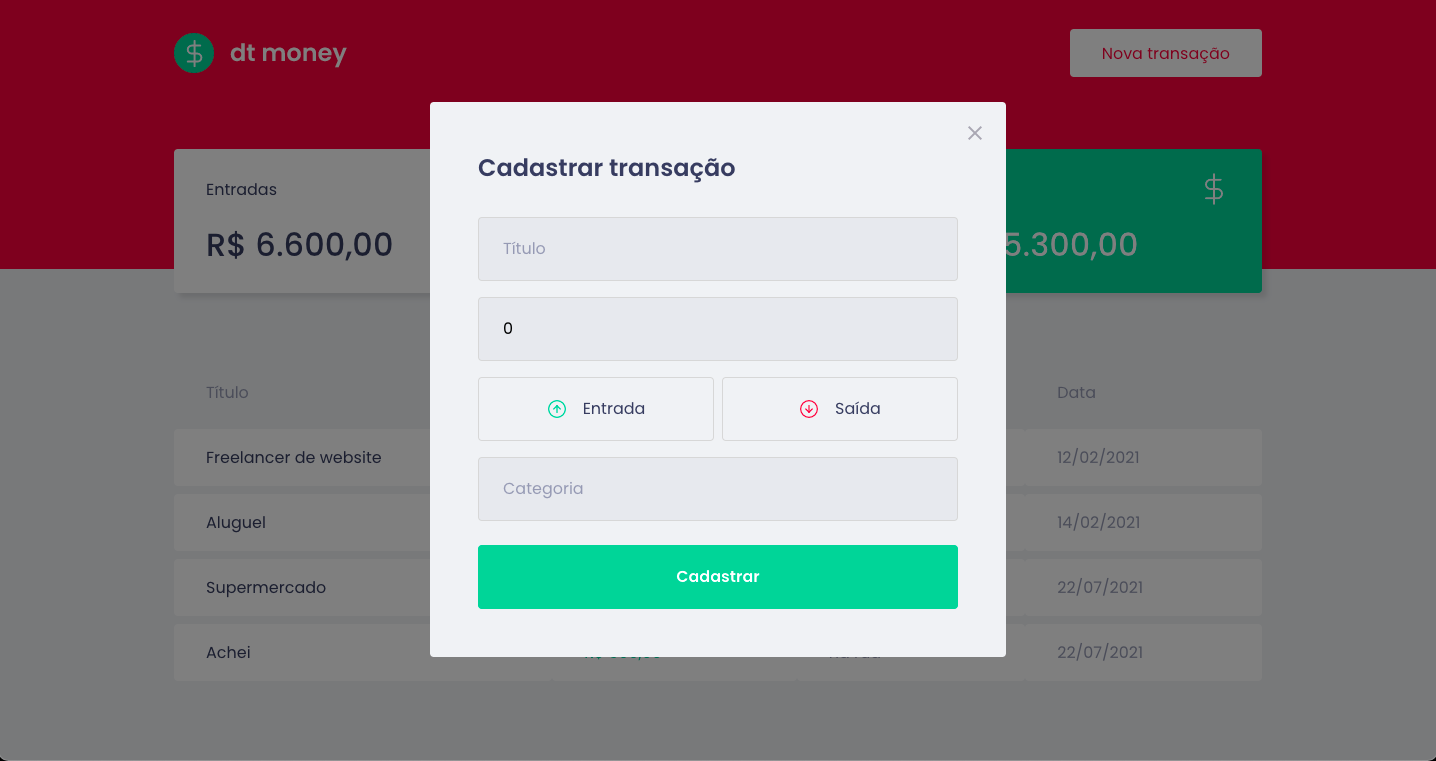 dt money
Nova transação
Cadastrar transação
Título
0
Entrada
Saída
Categoria
Cadastrar
Entradas
R$ 6.600,00
5.300,00
Título
Data
Freelancer de website
12/02/2021
Aluguel
14/02/2021
Supermercado
22/07/2021
Achei
22/07/2021